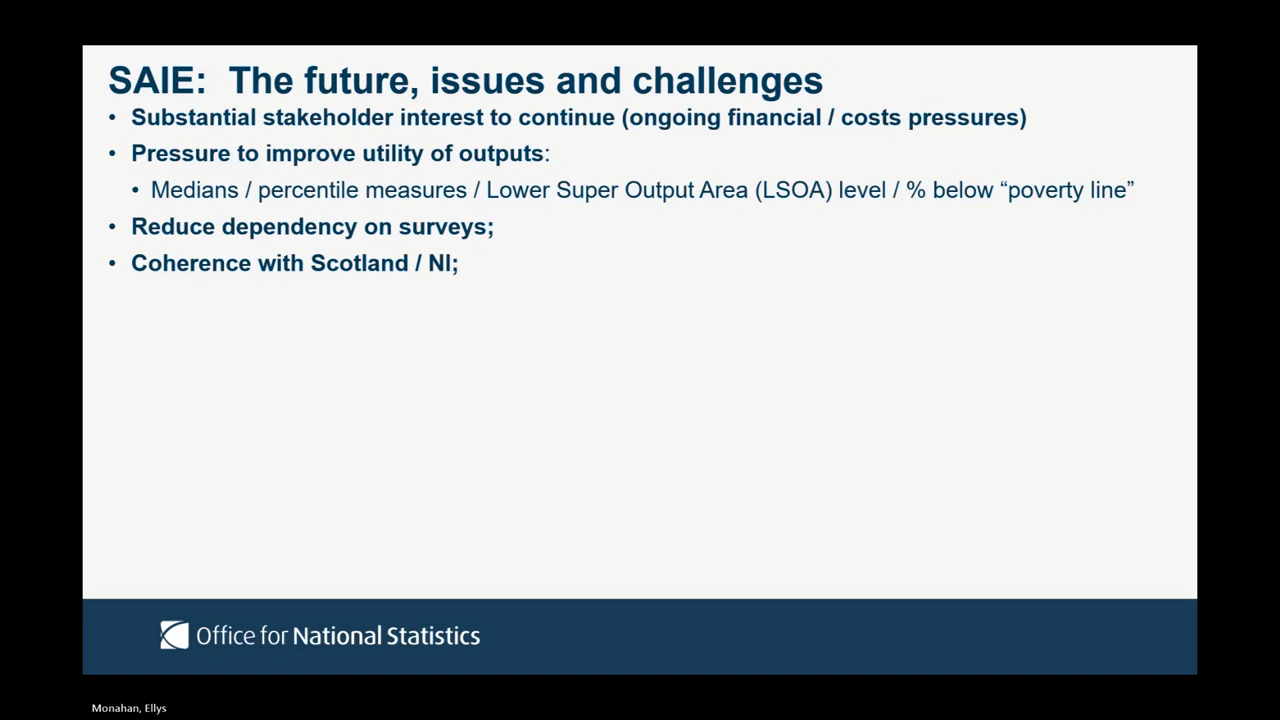 SAIE: The future, issues and challenges
• Substantial stakeholder interest to continue (ongoing financial / costs pressures)
• Pressure to improve utility of outputs:
• Medians / percentile measures / Lower Super Output Area (LSOA) level / % below “poverty line”
• Reduce dependency on surveys;
• Coherence with Scotland / NI;
Office for National Statistics
Monahan, Ellys